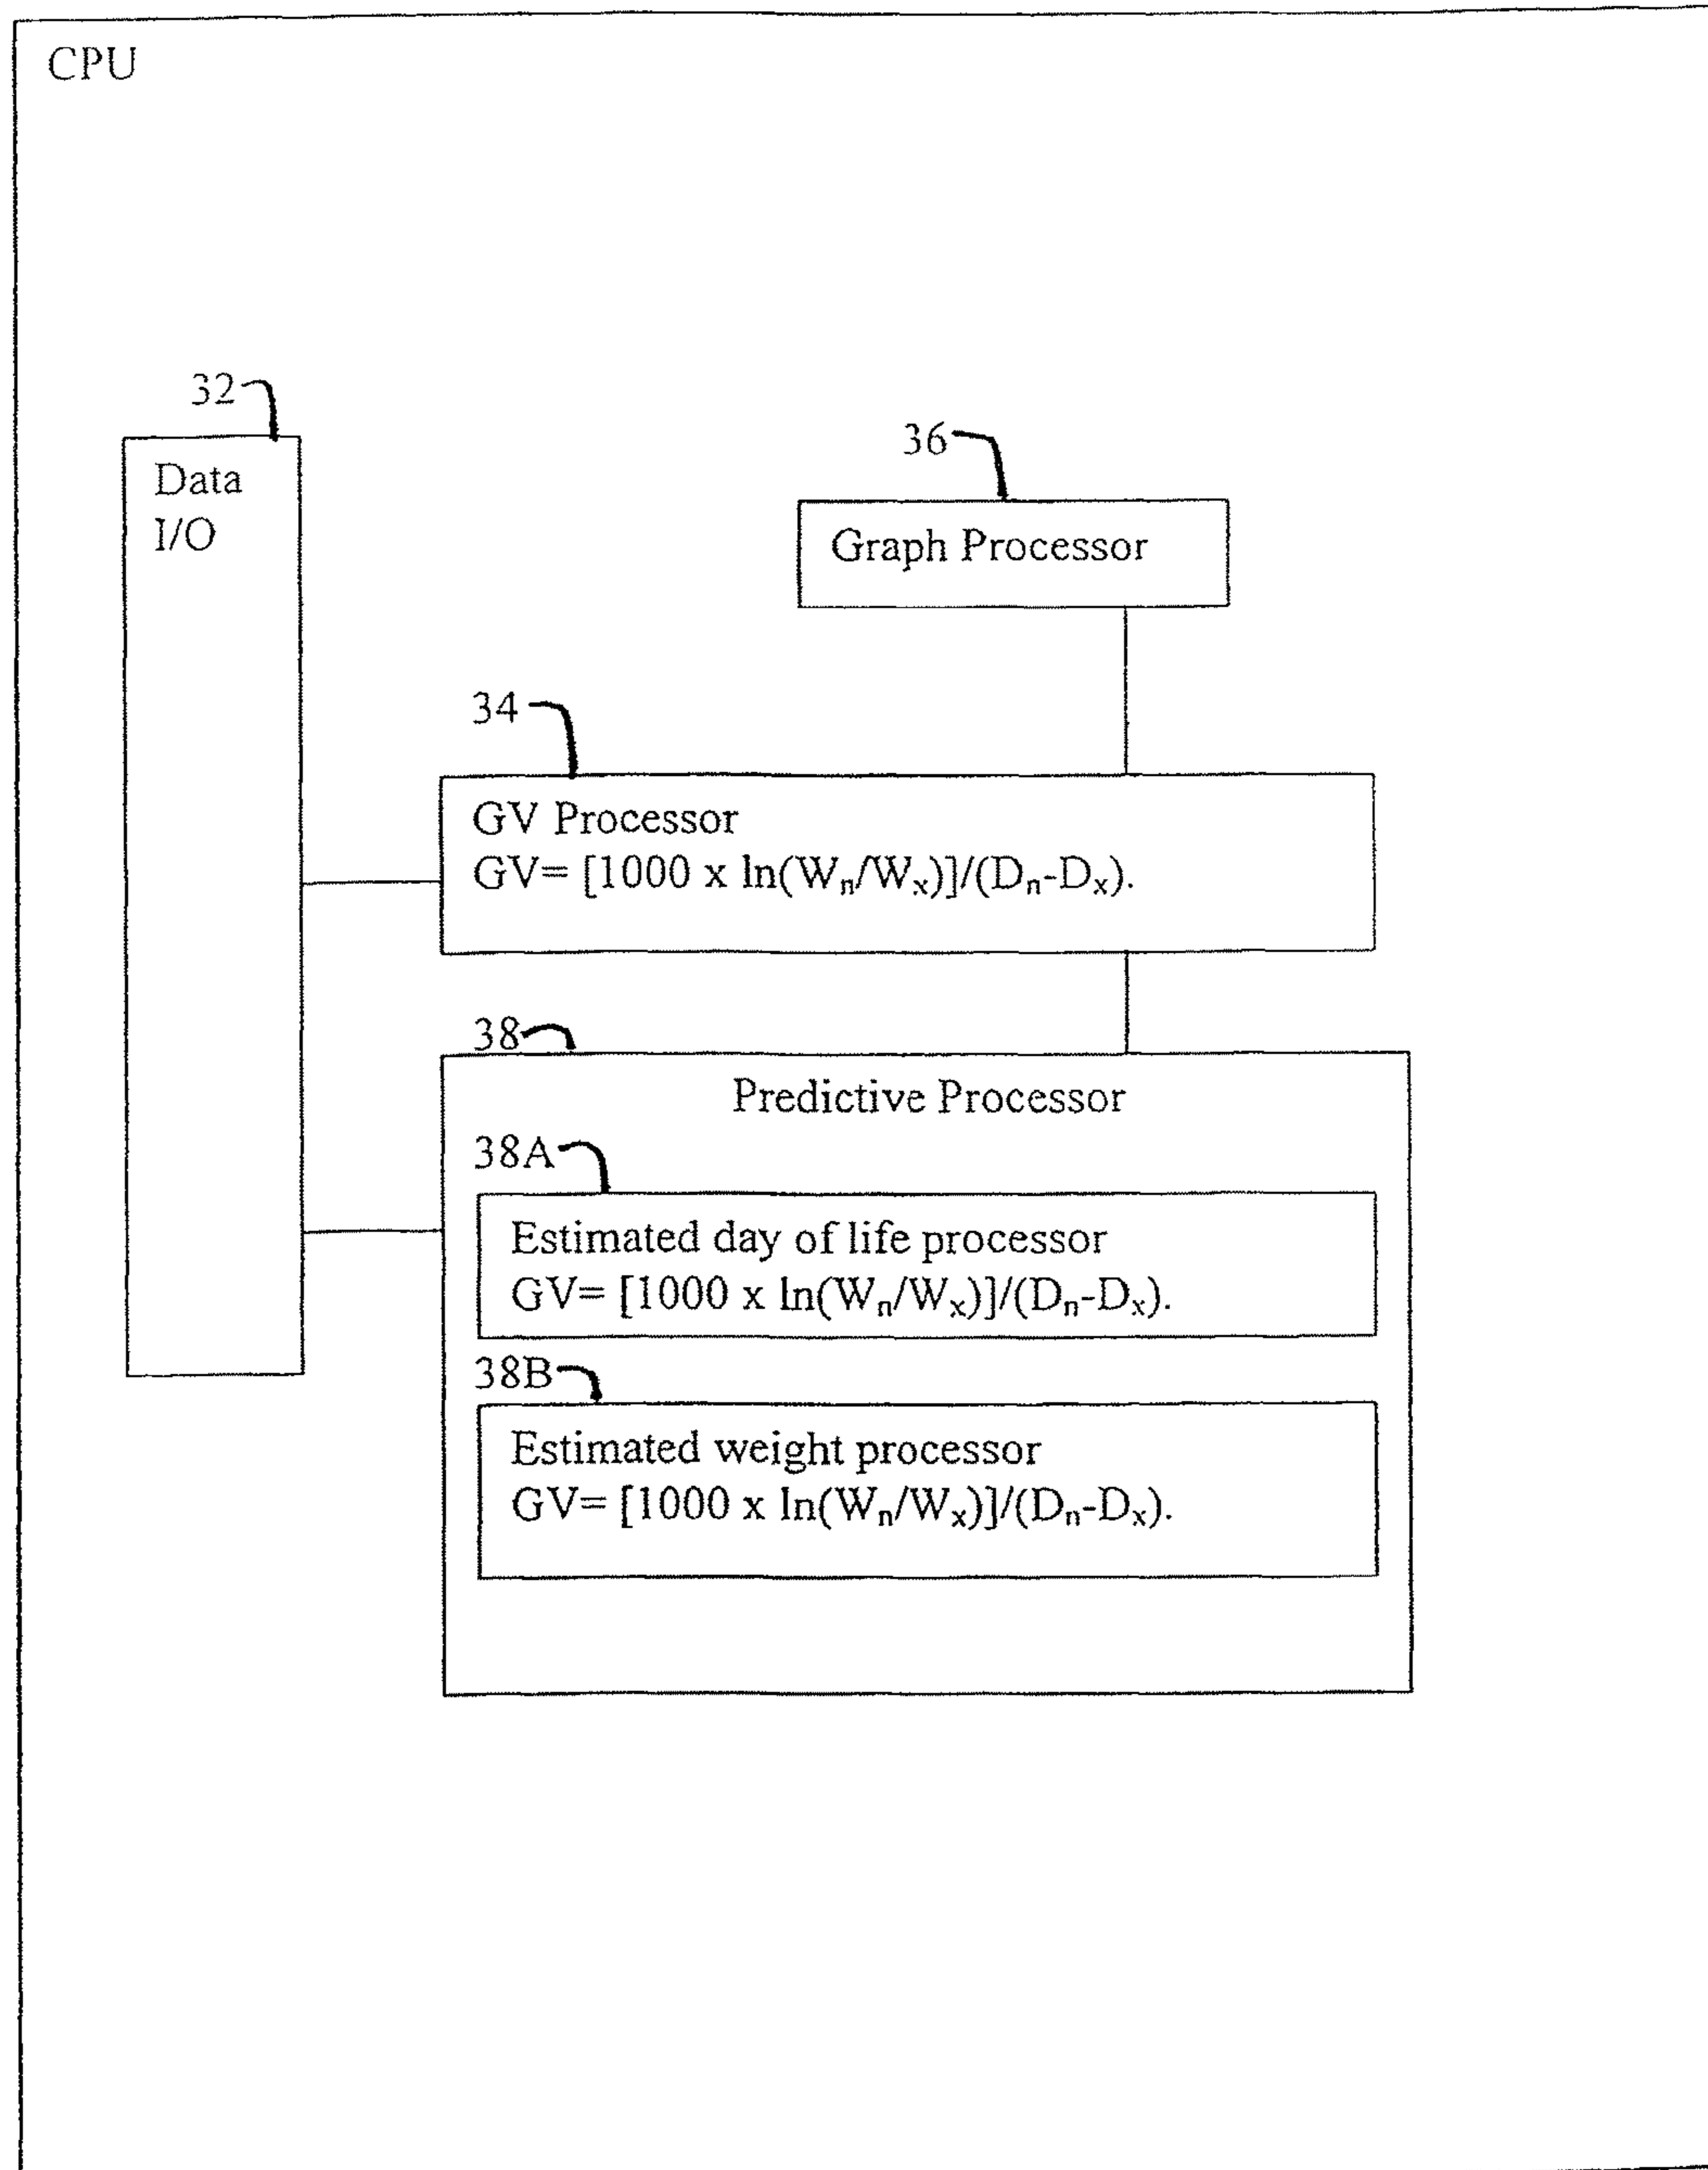 CPU
32
Data
I/O
36
Graph Processor
34
GV Processor
GV= [1000 x ln(Wₙ/Wₓ)]/(Dₙ-Dₓ).
38
Predictive Processor
38A
Estimated day of life processor
GV= [1000 x ln(Wₙ/Wₓ)]/(Dₙ-Dₓ).
38B
Estimated weight processor
GV= [1000 x ln(Wₙ/Wₓ)]/(Dₙ-Dₓ).